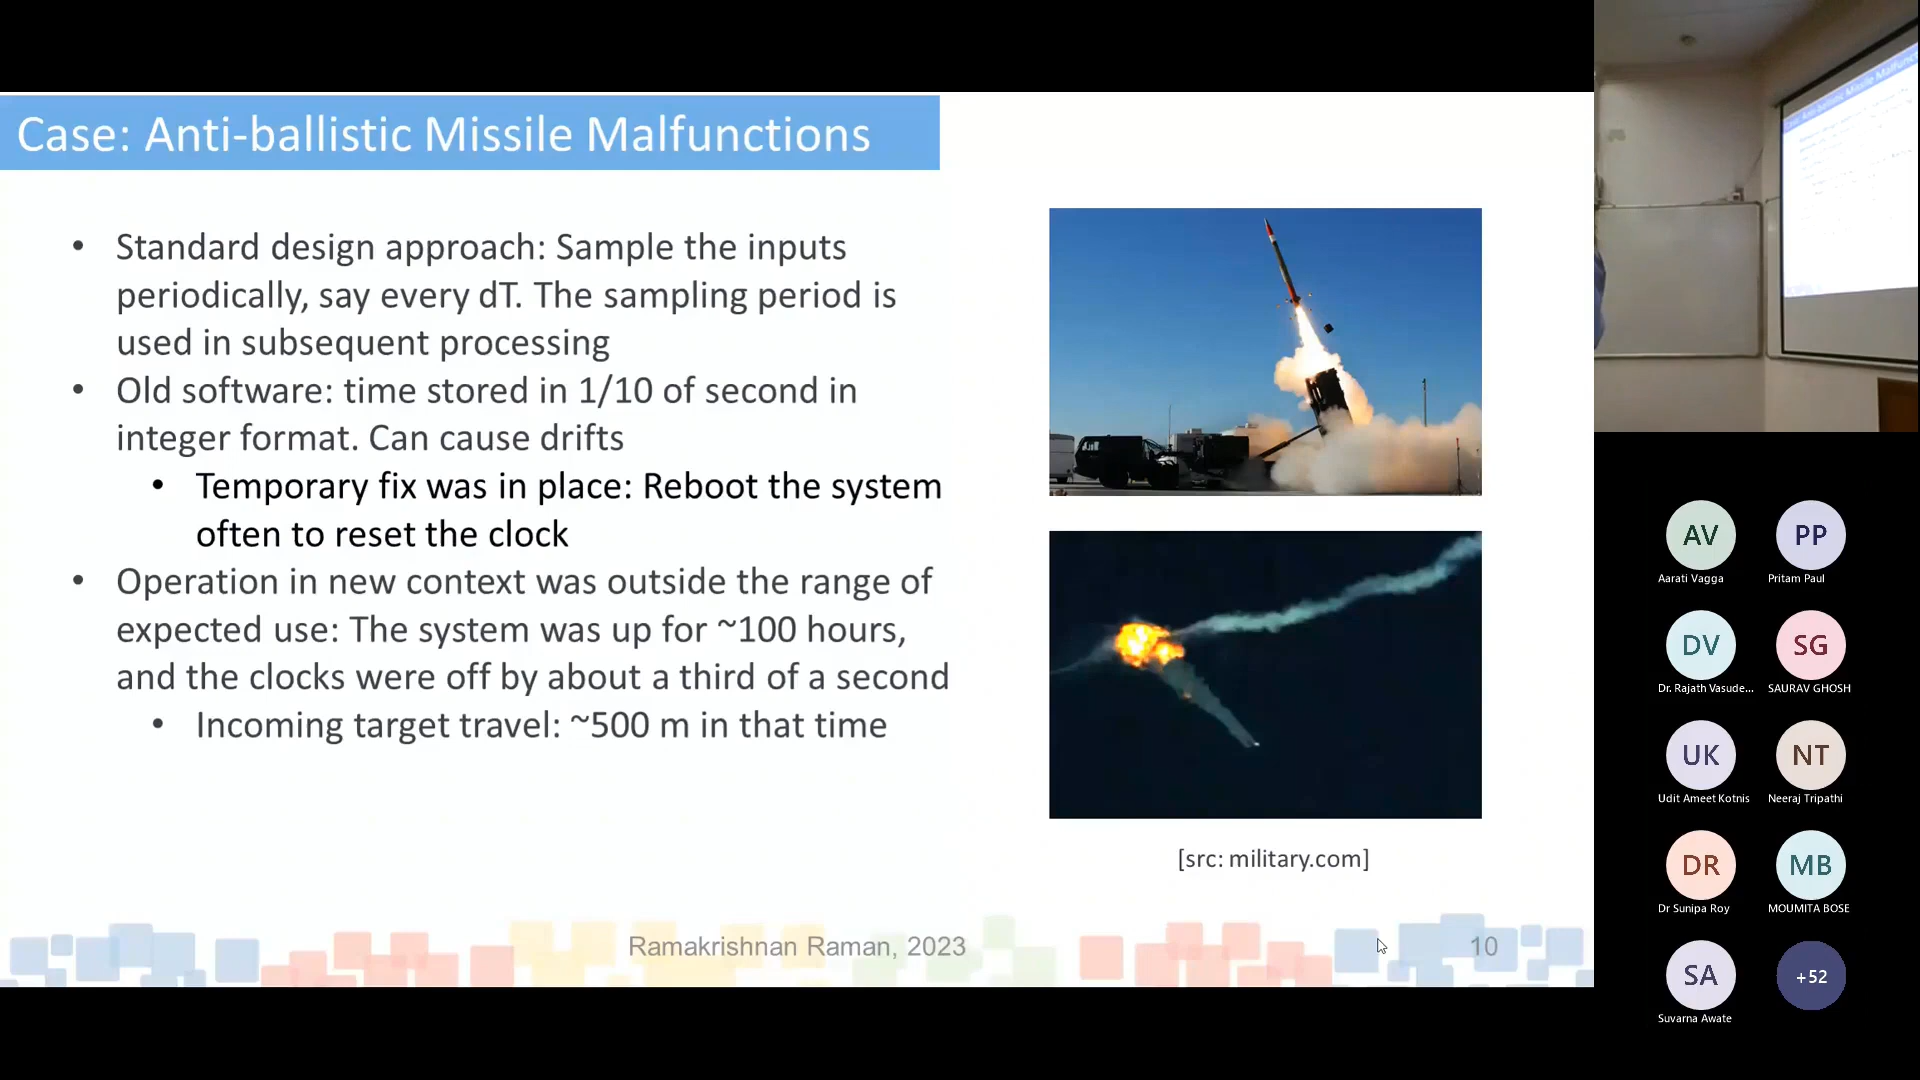 Case: Anti-ballistic Missile Malfunctions
• Standard design approach: Sample the inputs
periodically, say every dT. The sampling period is
used in subsequent processing
• Old software: time stored in 1/10 of second in
integer format. Can cause drifts
• Temporary fix was in place: Reboot the system
often to reset the clock
• Operation in new context was outside the range of
expected use: The system was up for ~100 hours,
and the clocks were off by about a third of a second
• Incoming target travel: ~500 m in that time
[src: military.com]
Ramakrishnan Raman, 2023
10
AV
Aarati Vagga
PP
Pritam Paul
DV
Dr. Rajath Vasude...
SG
SAURAV GHOSH
UK
Udit Ameet Kotnis
NT
Neeraj Tripathi
DR
Dr Sunipa Roy
MB
MOUMITA BOSE
SA
Suvarna Awate
+52